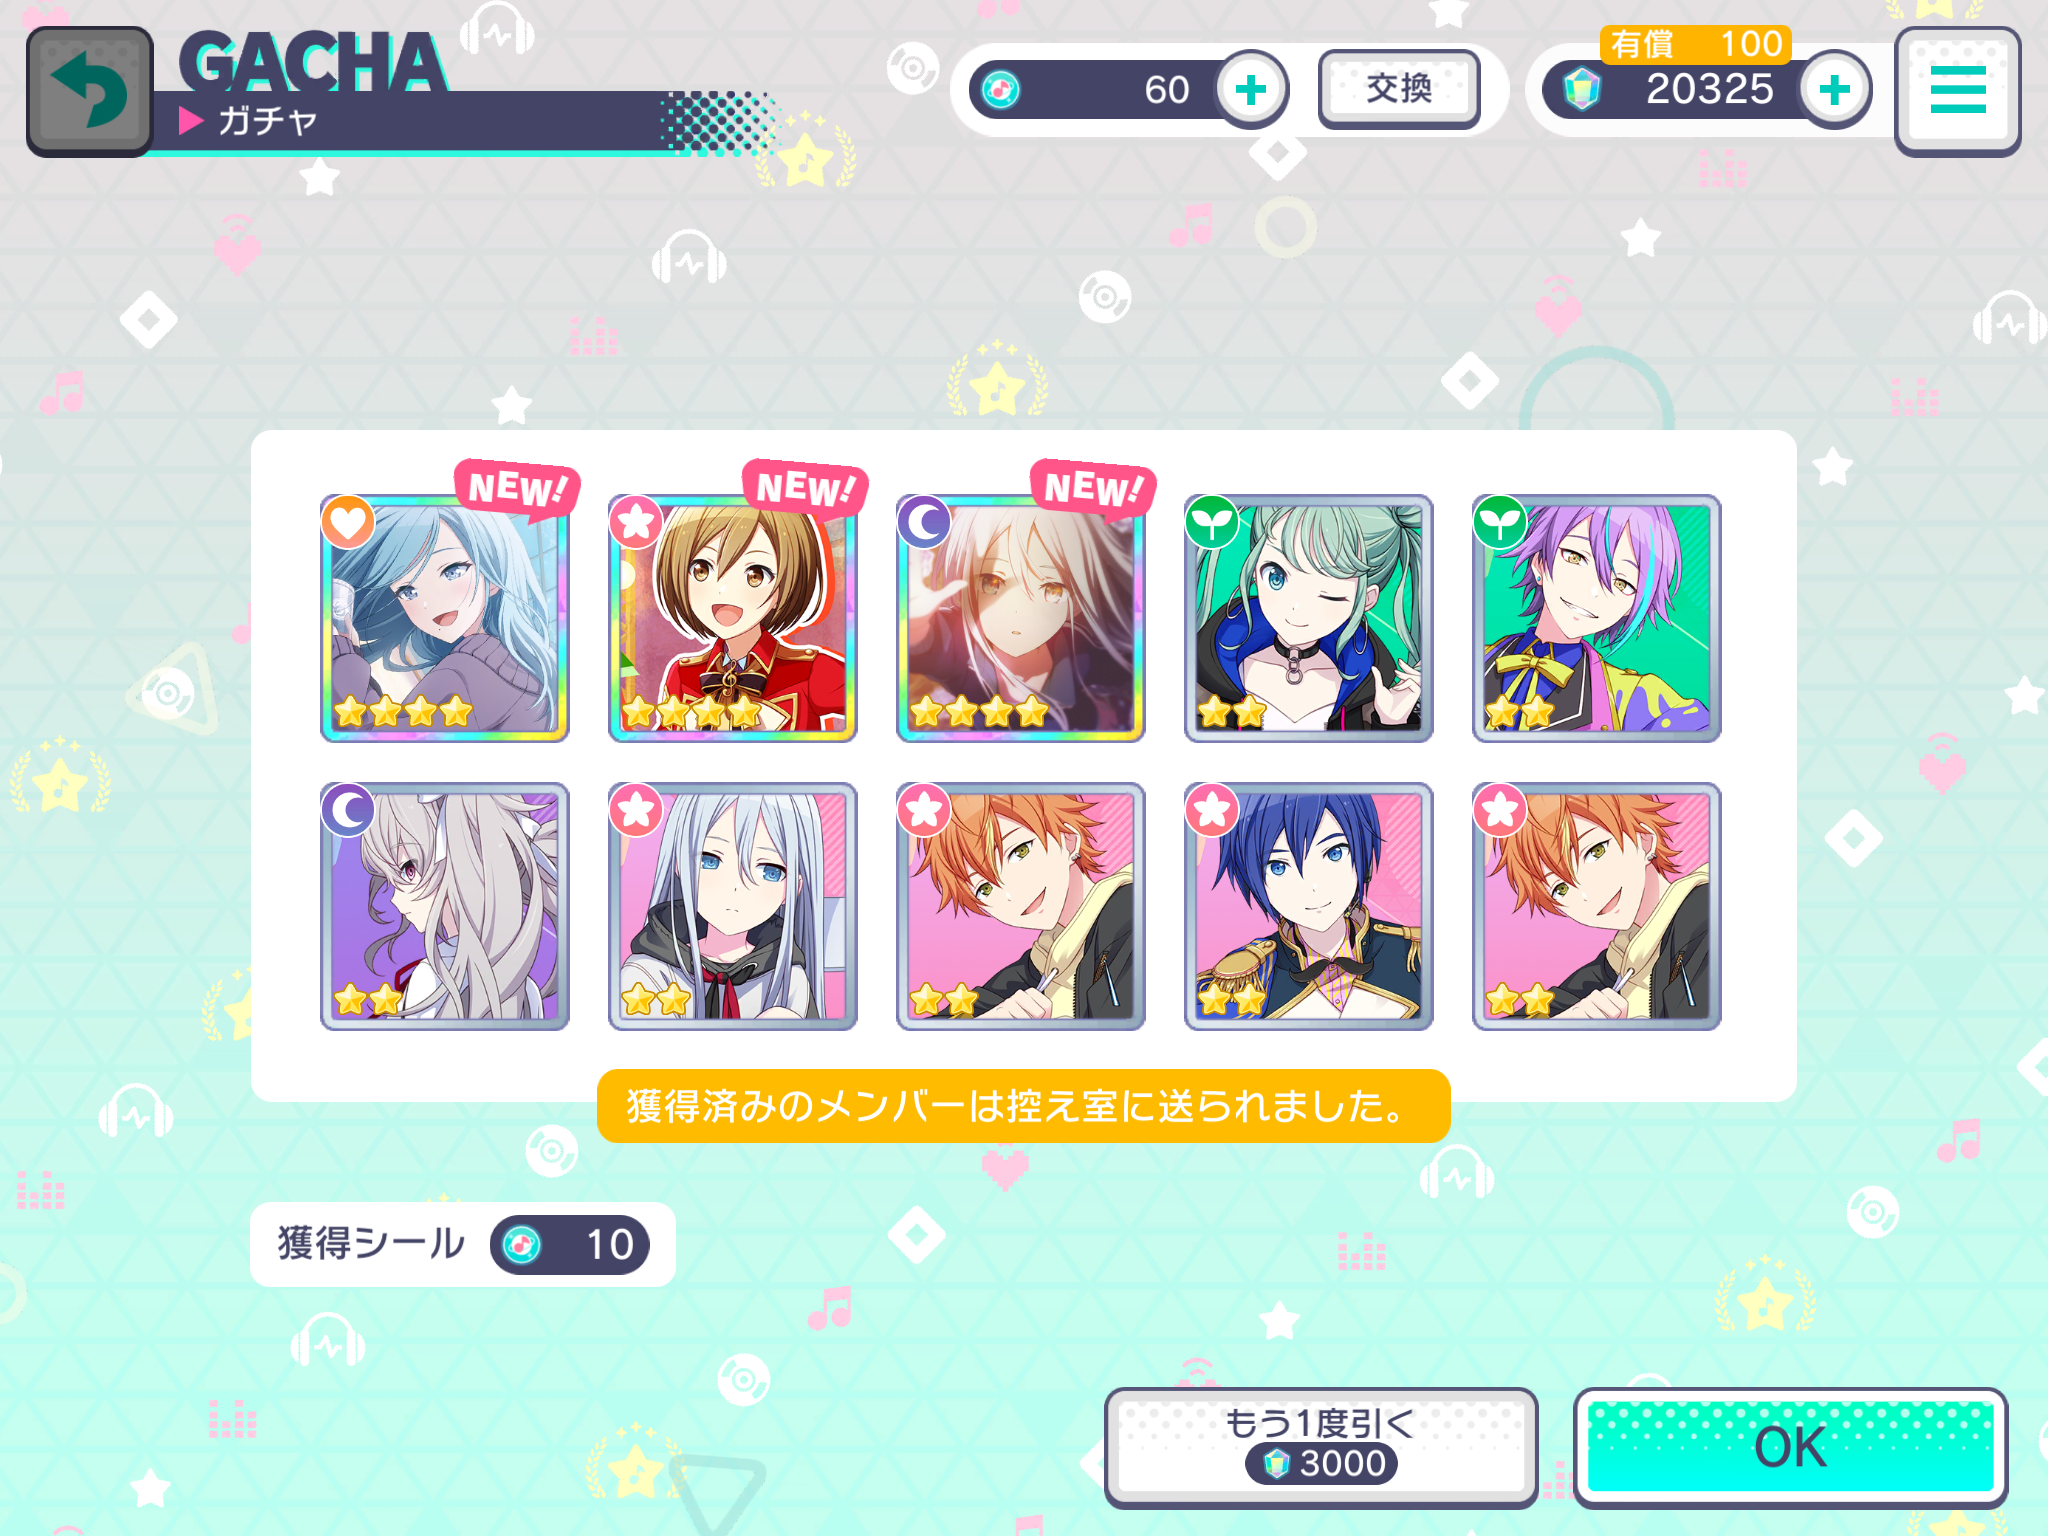 GACHA
ガチャ
60
交換
有償 100
20325
NEW!
NEW!
NEW!
獲得済みのメンバーは控え室に送られました。
獲得シール 10
もう1度引く
3000
OK